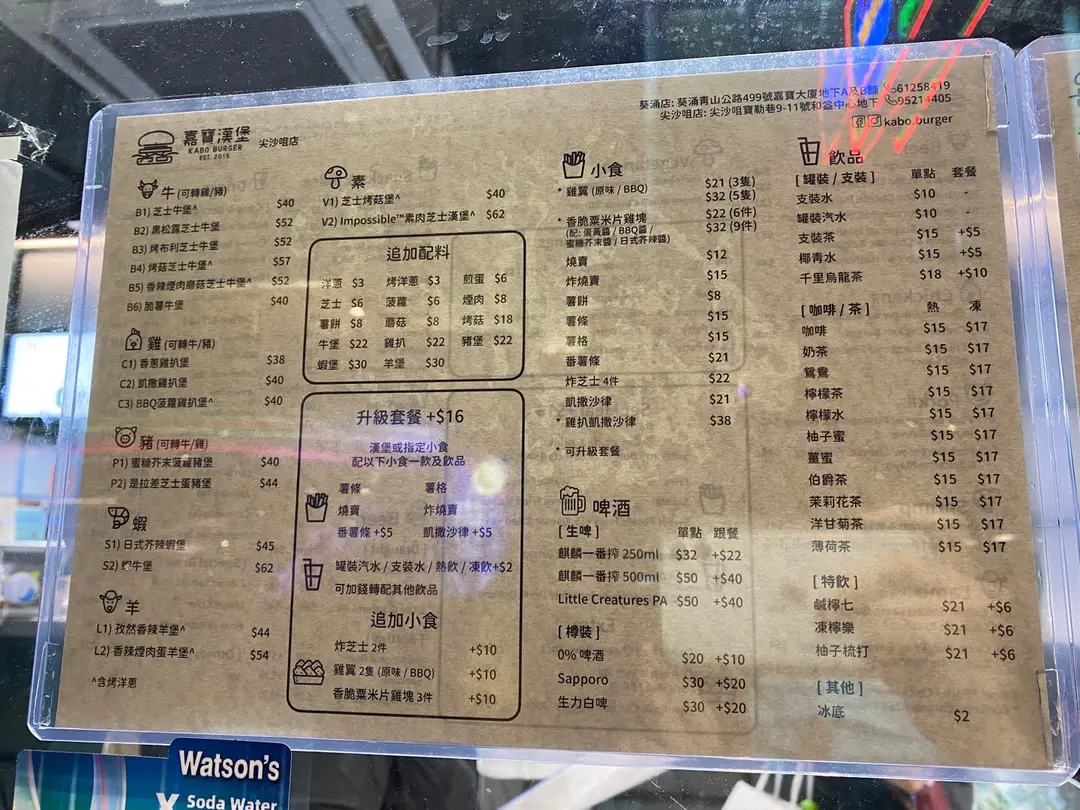 嘉寶漢堡 尖沙咀店
KABO BURGER
EST. 2015
葵涌店: 葵涌青山公路499號嘉寶大廈地下A及B舖 61258419
尖沙咀店: 尖沙咀寶勒巷9-11號和益中心地下
kabo.burger
牛 (可轉雞/豬)
B1) 芝士牛堡^ $40
B2) 黑松露芝士牛堡 $52
B3) 烤布利芝士牛堡 $52
B4) 烤菇芝士牛堡^ $57
B5) 香辣煙肉蘑菇芝士牛堡^ $52
B6) 脆薯牛堡 $40
雞 (可轉牛/豬)
C1) 香蔥雞扒堡 $38
C2) 凱撒雞扒堡 $40
C3) BBQ菠蘿雞扒堡^ $40
豬 (可轉牛/雞)
P1) 蜜糖芥末菠蘿豬堡 $40
P2) 是拉差芝士蛋豬堡 $44
蝦
S1) 日式芥辣蝦堡 $45
S2) 蝦牛堡 $62
羊
L1) 孜然香辣羊堡^ $44
L2) 香辣煙肉蛋羊堡^ $54
^含烤洋蔥
素
V1) 芝士烤菇堡^ $40
V2) Impossible™素肉芝士漢堡^ $62
追加配料
洋蔥 $3 烤洋蔥 $3 煎蛋 $6
芝士 $6 菠蘿 $6 煙肉 $8
薯餅 $8 蘑菇 $8 烤菇 $18
牛堡 $22 雞扒 $22 豬堡 $22
蝦堡 $30 羊堡 $30
升級套餐 +$16
漢堡或指定小食
配以下小食一款及飲品
薯條 薯格
燒賣 炸燒賣
番薯條 +$5 凱撒沙律 +$5
罐裝汽水 / 支裝水 / 熱飲 / 凍飲+$2
可加錢轉配其他飲品
追加小食
炸芝士 2件 +$10
雞翼 2隻 (原味 / BBQ) +$10
香脆粟米片雞塊 3件 +$10
小食
* 雞翼 (原味 / BBQ) $21 (3隻)
$32 (5隻)
* 香脆粟米片雞塊 $22 (6件)
(配: 蛋黃醬 / BBQ醬 / $32 (9件)
蜜糖芥末醬 / 日式芥辣醬)
燒賣 $12
炸燒賣 $15
薯餅 $8
薯條 $15
薯格 $15
番薯條 $21
炸芝士 4件 $22
凱撒沙律 $21
* 雞扒凱撒沙律 $38
* 可升級套餐
啤酒
[ 生啤 ] 單點 跟餐
麒麟一番搾 250ml $32 +$22
麒麟一番搾 500ml $50 +$40
Little Creatures PA $50 +$40
[ 樽裝 ]
0% 啤酒 $20 +$10
Sapporo $30 +$20
生力白啤 $30 +$20
飲品
[ 罐裝 / 支裝 ] 單點 套餐
支裝水 $10 -
罐裝汽水 $10 -
支裝茶 $15 +$5
椰青水 $15 +$5
千里烏龍茶 $18 +$10
[ 咖啡 / 茶 ] 熱 凍
咖啡 $15 $17
奶茶 $15 $17
鴛鴦 $15 $17
檸檬茶 $15 $17
檸檬水 $15 $17
柚子蜜 $15 $17
薑蜜 $15 $17
伯爵茶 $15 $17
茉莉花茶 $15 $17
洋甘菊茶 $15 $17
薄荷茶 $15 $17
[ 特飲 ]
鹹檸七 $21 +$6
凍檸樂 $21 +$6
柚子梳打 $21 +$6
[ 其他 ]
冰底 $2
Watson's
Soda Water